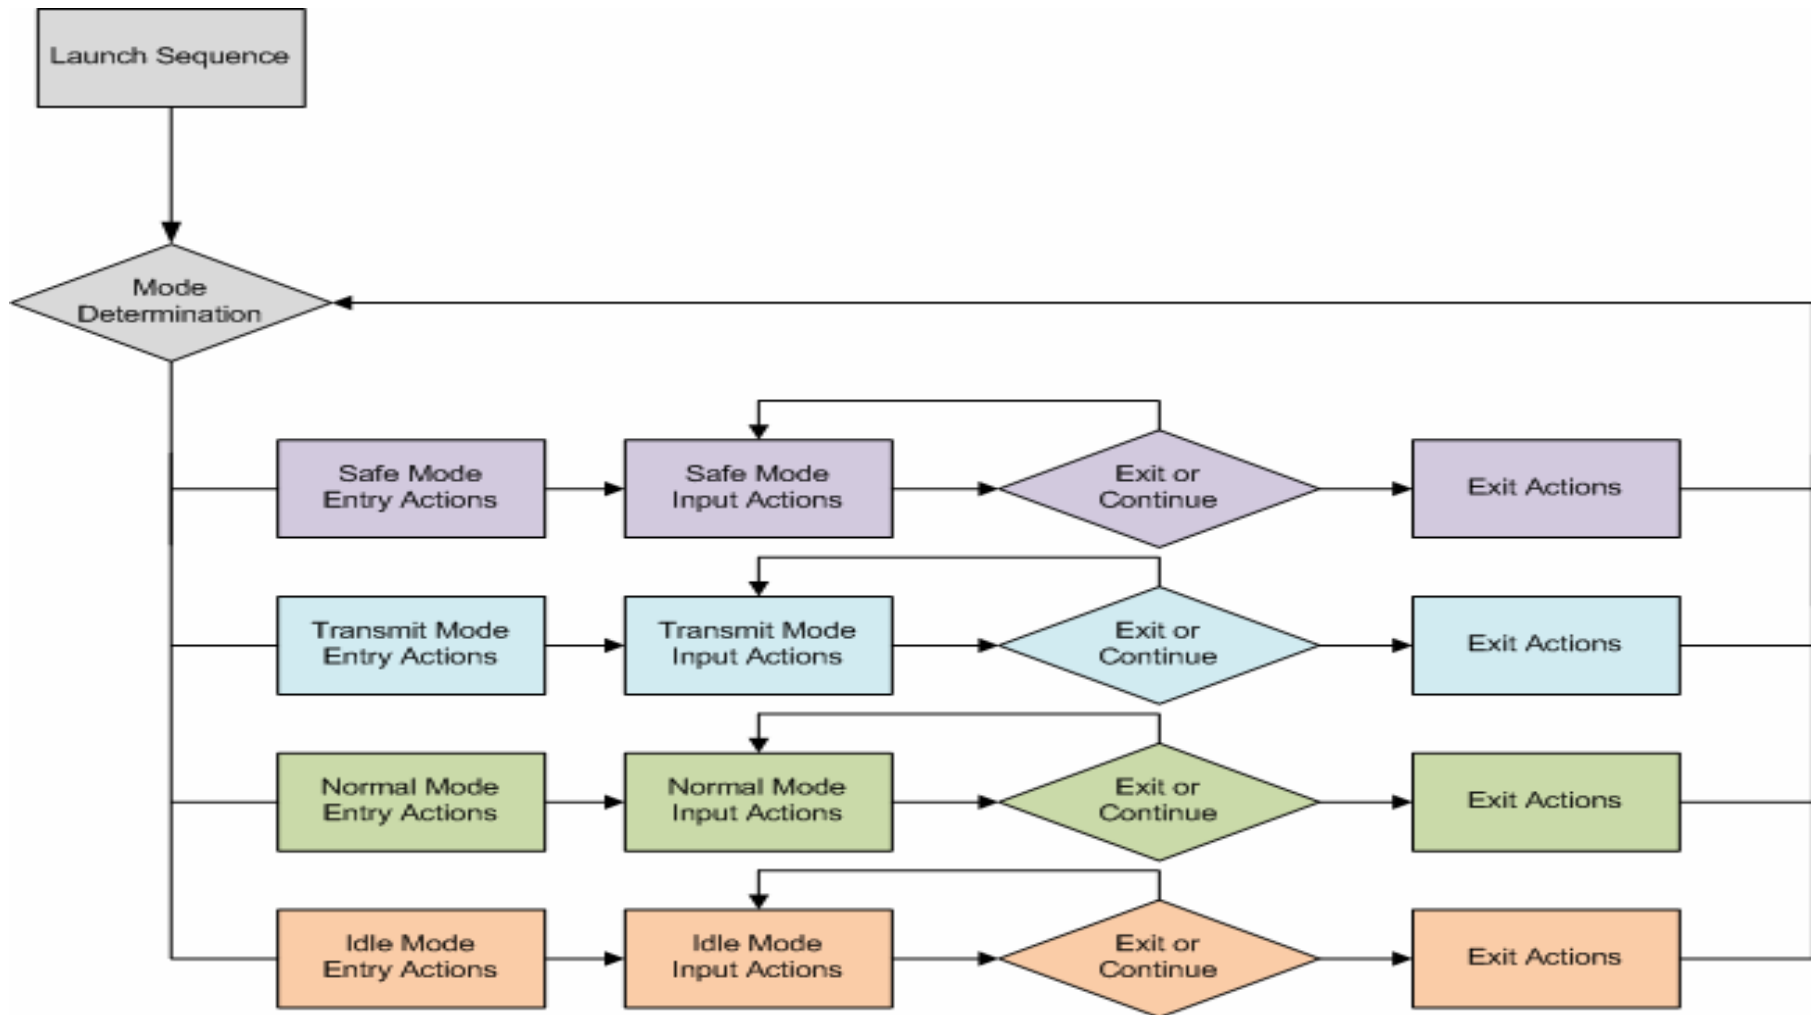 Launch Sequence
Mode
Determination
Safe Mode
Entry Actions
Safe Mode
Input Actions
Exit or
Continue
Exit Actions
Transmit Mode
Entry Actions
Transmit Mode
Input Actions
Exit or
Continue
Exit Actions
Normal Mode
Entry Actions
Normal Mode
Input Actions
Exit or
Continue
Exit Actions
Idle Mode
Entry Actions
Idle Mode
Input Actions
Exit or
Continue
Exit Actions